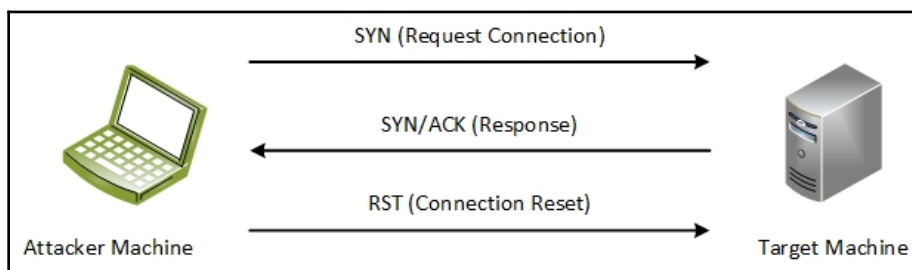 SYN (Request Connection)
SYN/ACK (Response)
RST (Connection Reset)
Attacker Machine
Target Machine